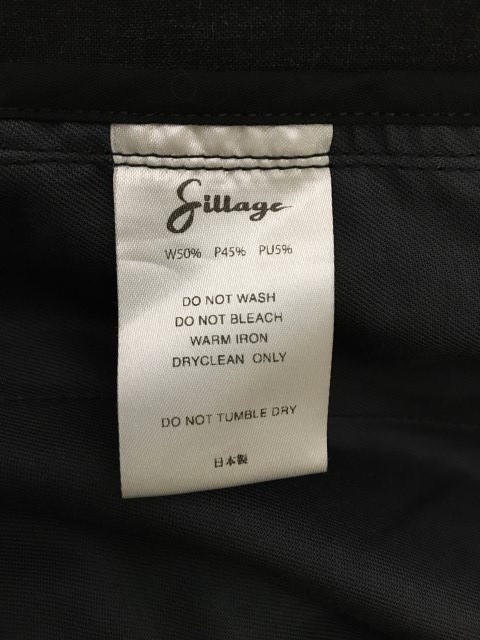 Sillage
W50% P45% PU5%
DO NOT WASH
DO NOT BLEACH
WARM IRON
DRYCLEAN ONLY
DO NOT TUMBLE DRY
日本製